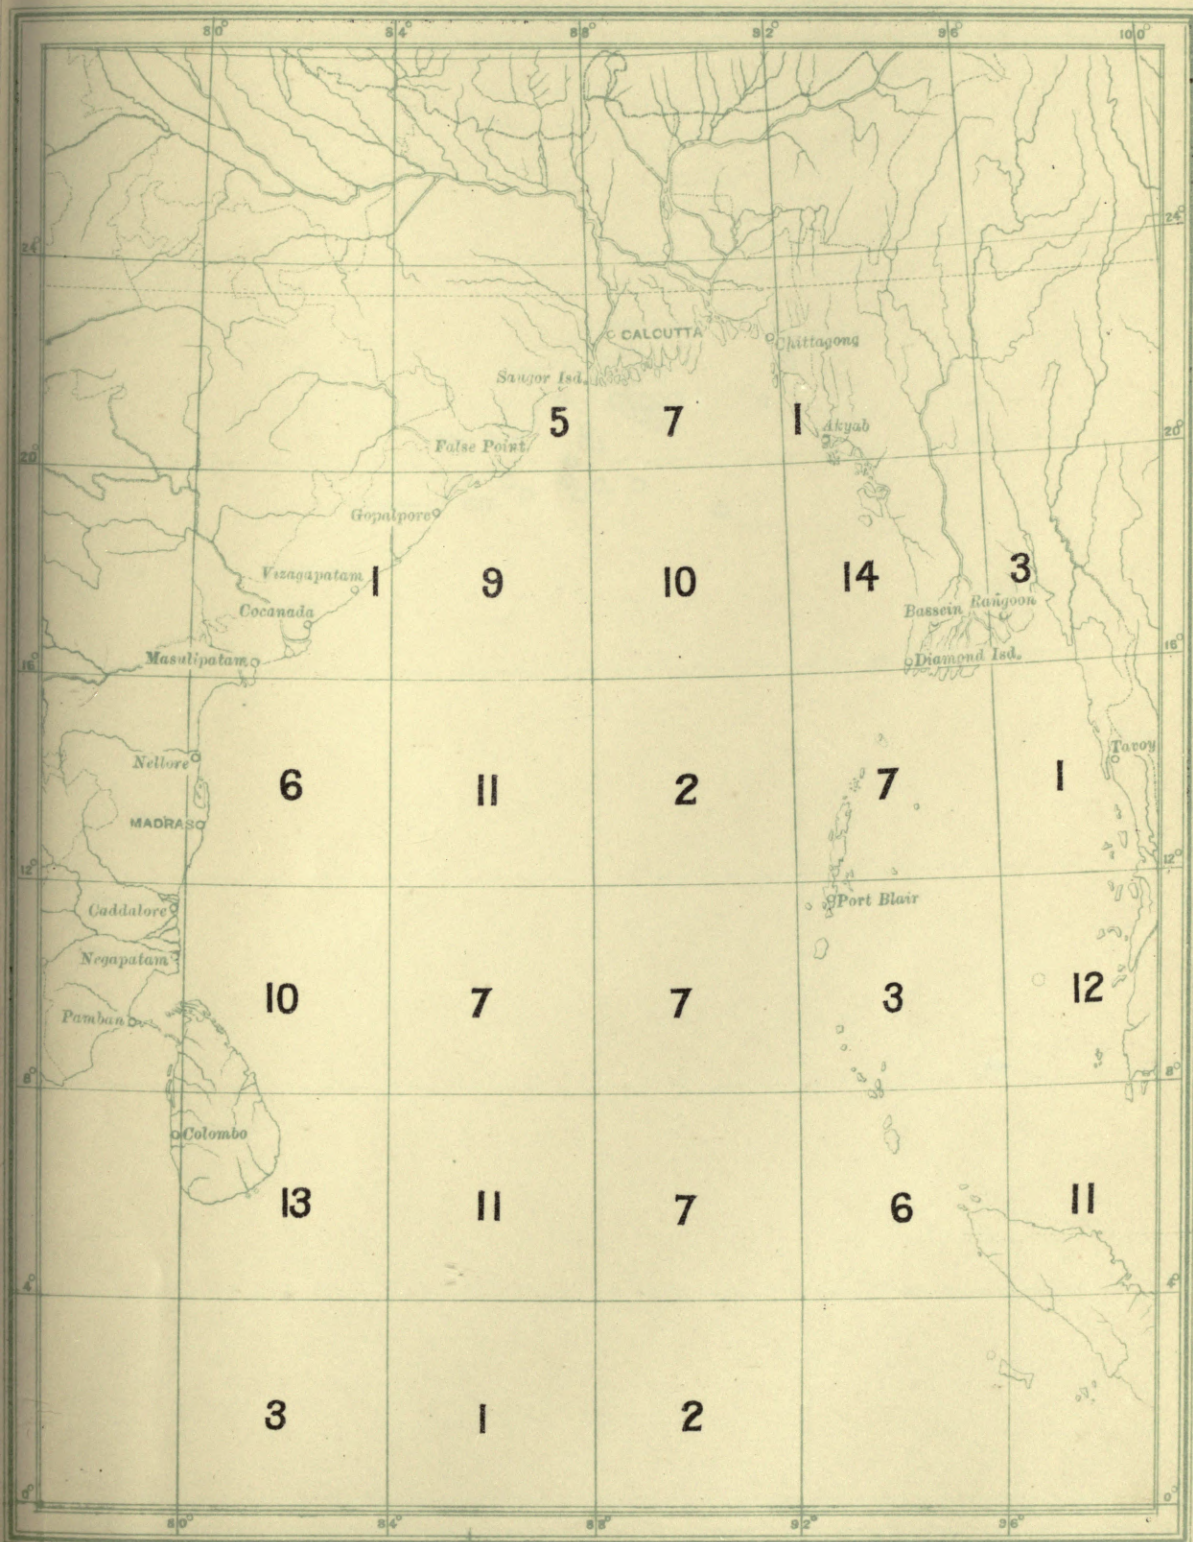 80° 84° 88° 92° 96° 100°
24° 24°
CALCUTTA
Chittagong
Saugor Isd.
5 7 1
Akyab
False Point
20° 20°
Gopalpore
Vizagapatam
1 9 10 14 3
Cocanada
Bassein Rangoon
Masulipatam
Diamond Isd.
16° 16°
Nellore
Tavoy
6 11 2 7 1
MADRAS
12° 12°
Cuddalore
Port Blair
Negapatam
10 7 7 3 12
Pamban
8° 8°
Colombo
13 11 7 6 11
4° 4°
3 1 2
0° 0°
80° 84° 88° 92° 96°